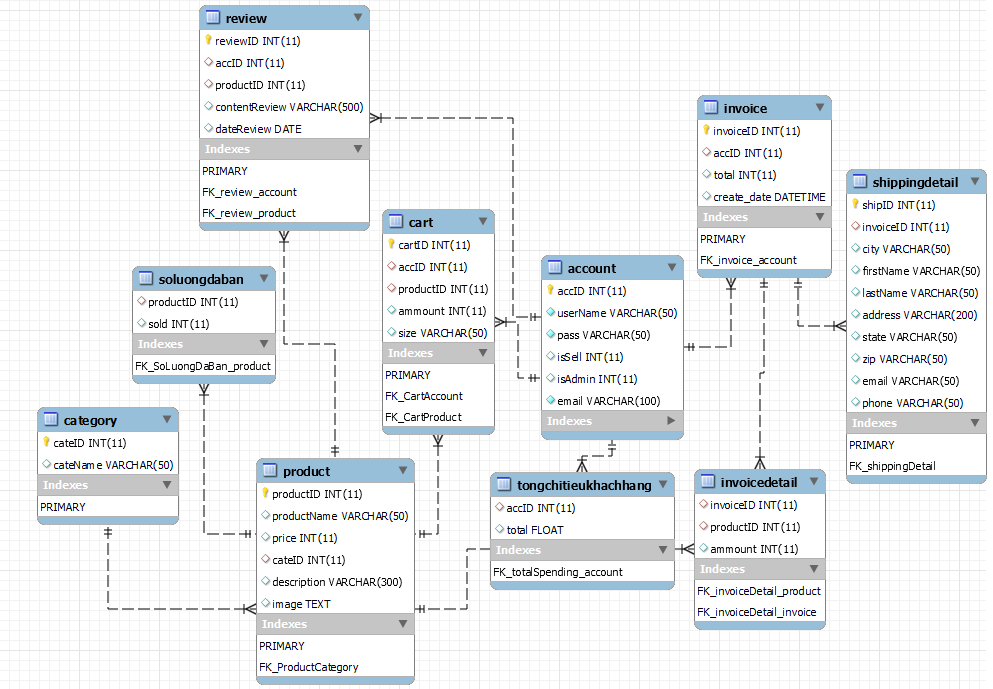 review
reviewID INT(11)
accID INT(11)
productID INT(11)
contentReview VARCHAR(500)
dateReview DATE
Indexes
PRIMARY
FK_review_account
FK_review_product
soluongdaban
productID INT(11)
sold INT(11)
Indexes
FK_SoLuongDaBan_product
category
cateID INT(11)
cateName VARCHAR(50)
Indexes
PRIMARY
cart
cartID INT(11)
accID INT(11)
productID INT(11)
ammount INT(11)
size VARCHAR(50)
Indexes
PRIMARY
FK_CartAccount
FK_CartProduct
product
productID INT(11)
productName VARCHAR(50)
price INT(11)
cateID INT(11)
description VARCHAR(300)
image TEXT
Indexes
PRIMARY
FK_ProductCategory
account
accID INT(11)
userName VARCHAR(50)
pass VARCHAR(50)
isSell INT(11)
isAdmin INT(11)
email VARCHAR(100)
Indexes
tongchitieukhachhang
accID INT(11)
total FLOAT
Indexes
FK_totalSpending_account
invoice
invoiceID INT(11)
accID INT(11)
total INT(11)
create_date DATETIME
Indexes
PRIMARY
FK_invoice_account
invoicedetail
invoiceID INT(11)
productID INT(11)
ammount INT(11)
Indexes
FK_invoiceDetail_product
FK_invoiceDetail_invoice
shippingdetail
shipID INT(11)
invoiceID INT(11)
city VARCHAR(50)
firstName VARCHAR(50)
lastName VARCHAR(50)
address VARCHAR(200)
state VARCHAR(50)
zip VARCHAR(50)
email VARCHAR(50)
phone VARCHAR(50)
Indexes
PRIMARY
FK_shippingDetail